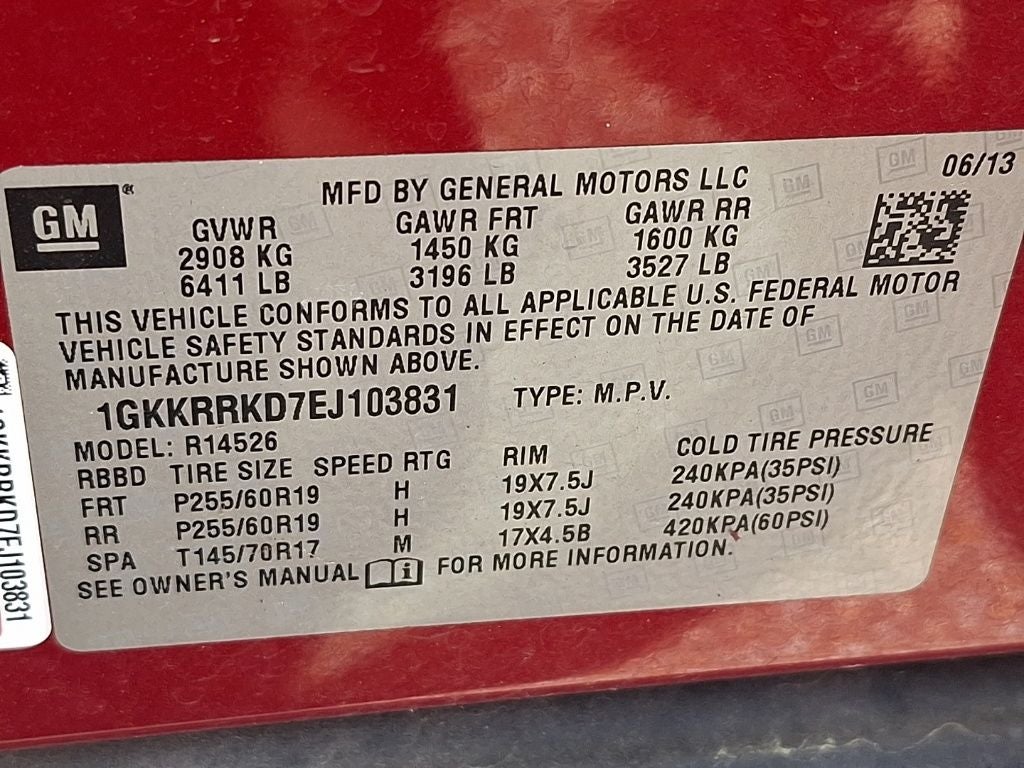 GM®
06/13
MFD BY GENERAL MOTORS LLC
GVWR GAWR FRT GAWR RR
2908 KG 1450 KG 1600 KG
6411 LB 3196 LB 3527 LB
THIS VEHICLE CONFORMS TO ALL APPLICABLE U.S. FEDERAL MOTOR
VEHICLE SAFETY STANDARDS IN EFFECT ON THE DATE OF
MANUFACTURE SHOWN ABOVE.
1GKKRRKD7EJ103831 TYPE: M.P.V.
MODEL: R14526
RBBD TIRE SIZE SPEED RTG RIM COLD TIRE PRESSURE
FRT P255/60R19 H 19X7.5J 240KPA(35PSI)
RR P255/60R19 H 19X7.5J 240KPA(35PSI)
SPA T145/70R17 M 17X4.5B 420KPA(60PSI)
SEE OWNER'S MANUAL i FOR MORE INFORMATION.